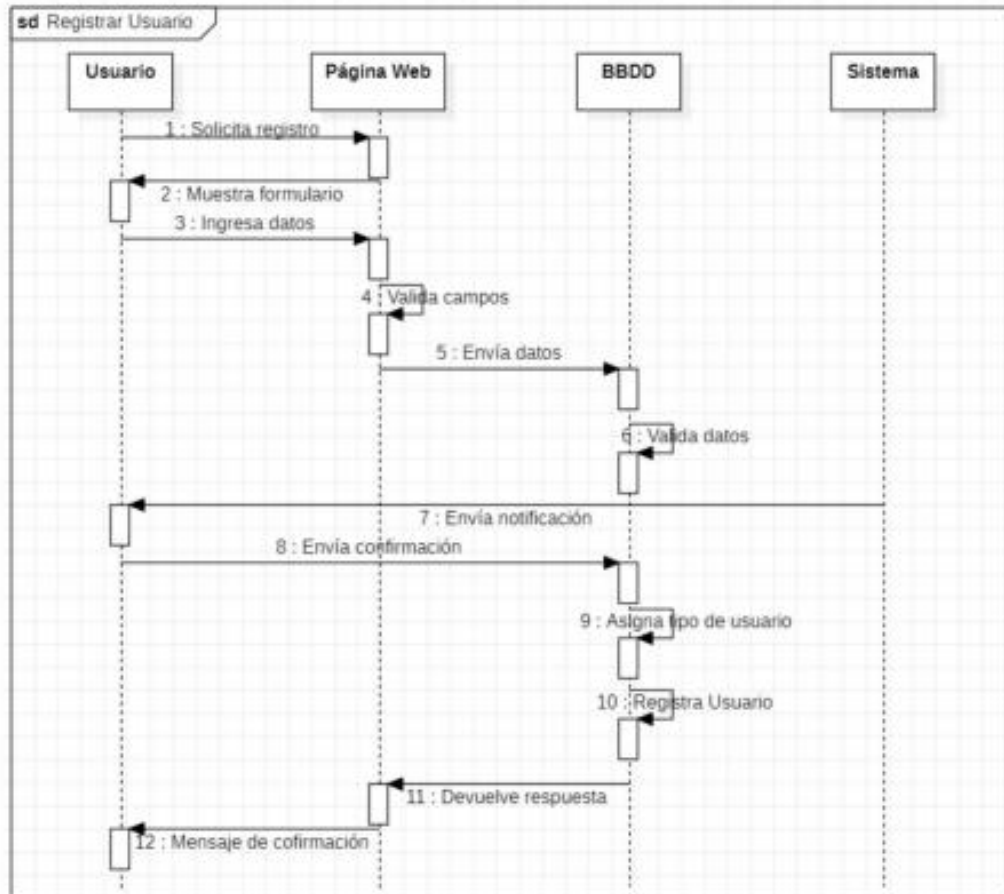 sd Registrar Usuario
Usuario
Página Web
BBDD
Sistema
1 : Solicita registro
2 : Muestra formulario
3 : Ingresa datos
4 : Valida campos
5 : Envía datos
6 : Valida datos
7 : Envía notificación
8 : Envía confirmación
9 : Asigna tipo de usuario
10 : Registra Usuario
11 : Devuelve respuesta
12 : Mensaje de cofirmación